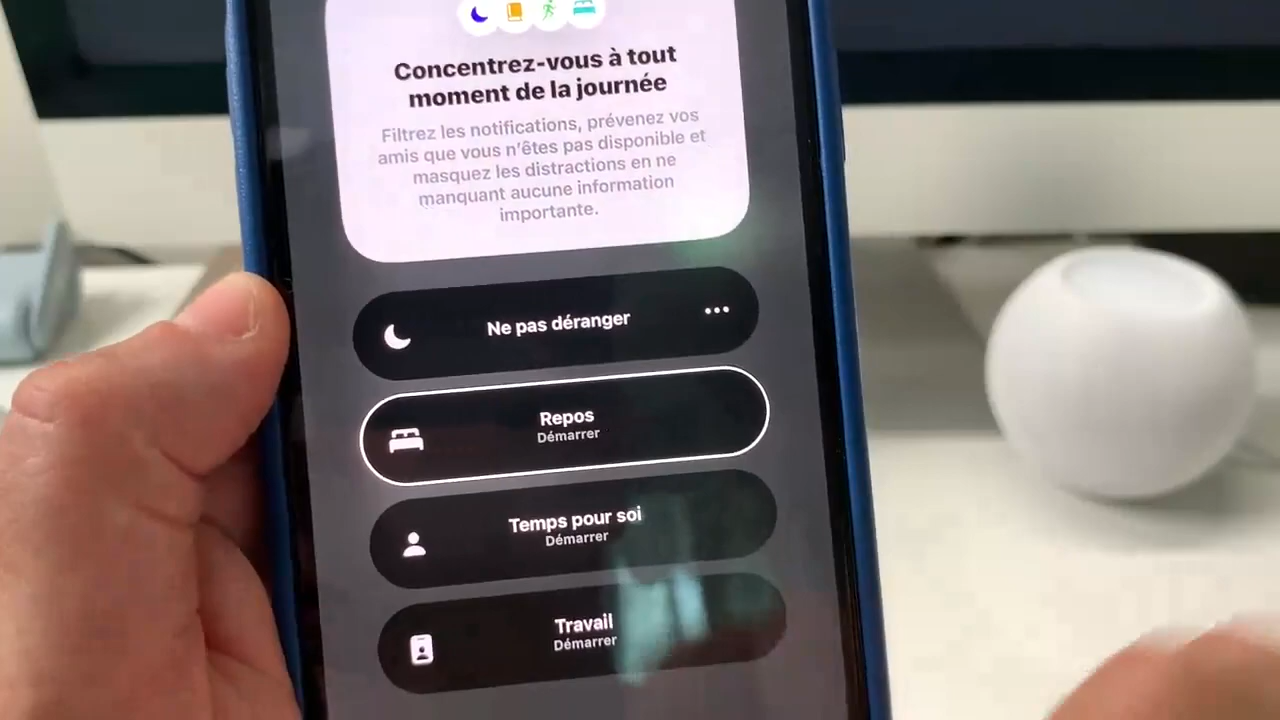 Concentrez-vous à tout
moment de la journée
Filtrez les notifications, prévenez vos
amis que vous n'êtes pas disponible et
masquez les distractions en ne
manquant aucune information
importante.
Ne pas déranger
Repos
Démarrer
Temps pour soi
Démarrer
Travail
Démarrer